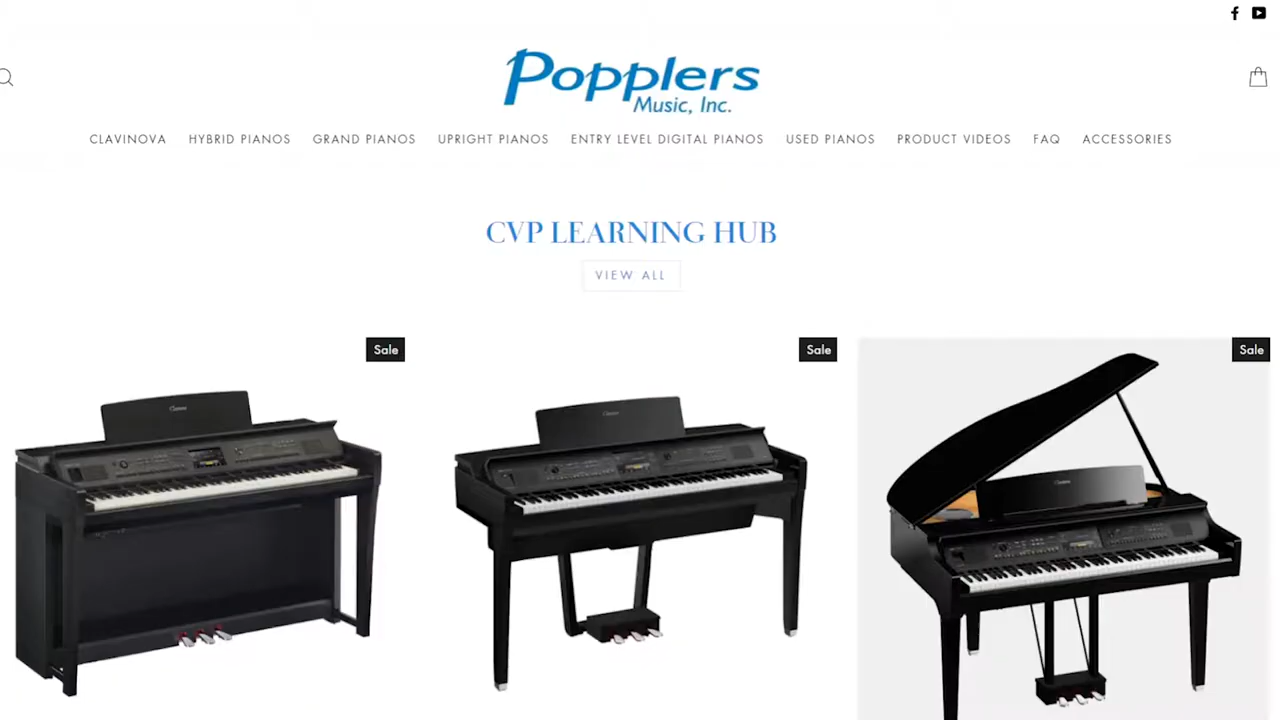 Popplers
Music, Inc.
CLAVINOVA HYBRID PIANOS GRAND PIANOS UPRIGHT PIANOS ENTRY LEVEL DIGITAL PIANOS USED PIANOS PRODUCT VIDEOS FAQ ACCESSORIES
CVP LEARNING HUB
VIEW ALL
Sale Sale Sale